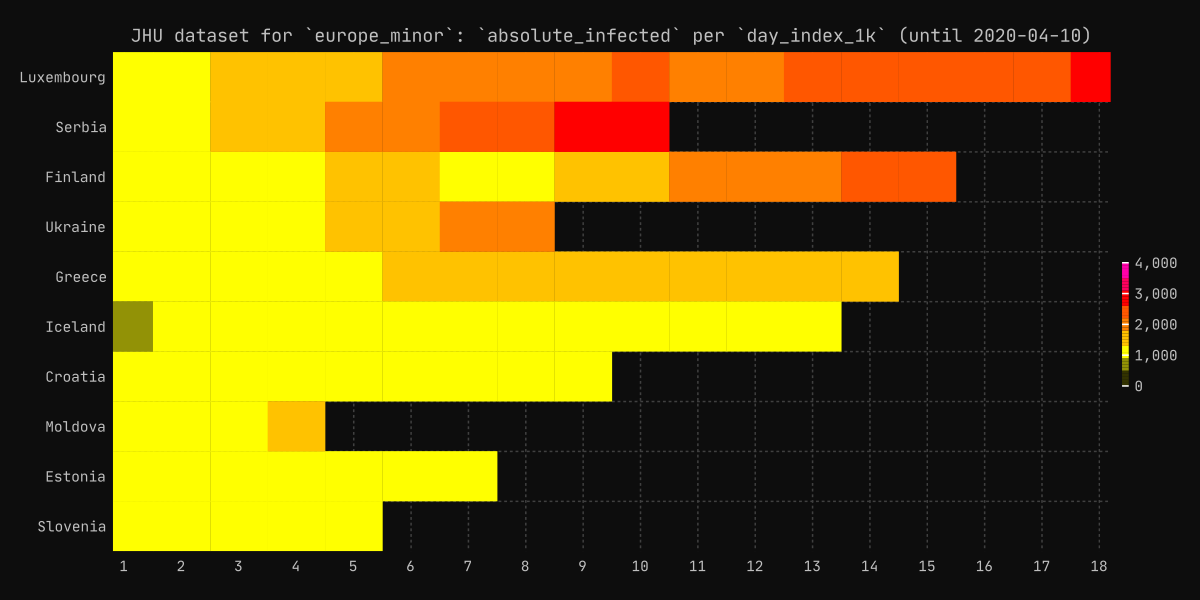 JHU dataset for `europe_minor`: `absolute_infected` per `day_index_1k` (until 2020-04-10)
Luxembourg
Serbia
Finland
Ukraine
Greece
Iceland
Croatia
Moldova
Estonia
Slovenia
4,000
3,000
2,000
1,000
0
1 2 3 4 5 6 7 8 9 10 11 12 13 14 15 16 17 18